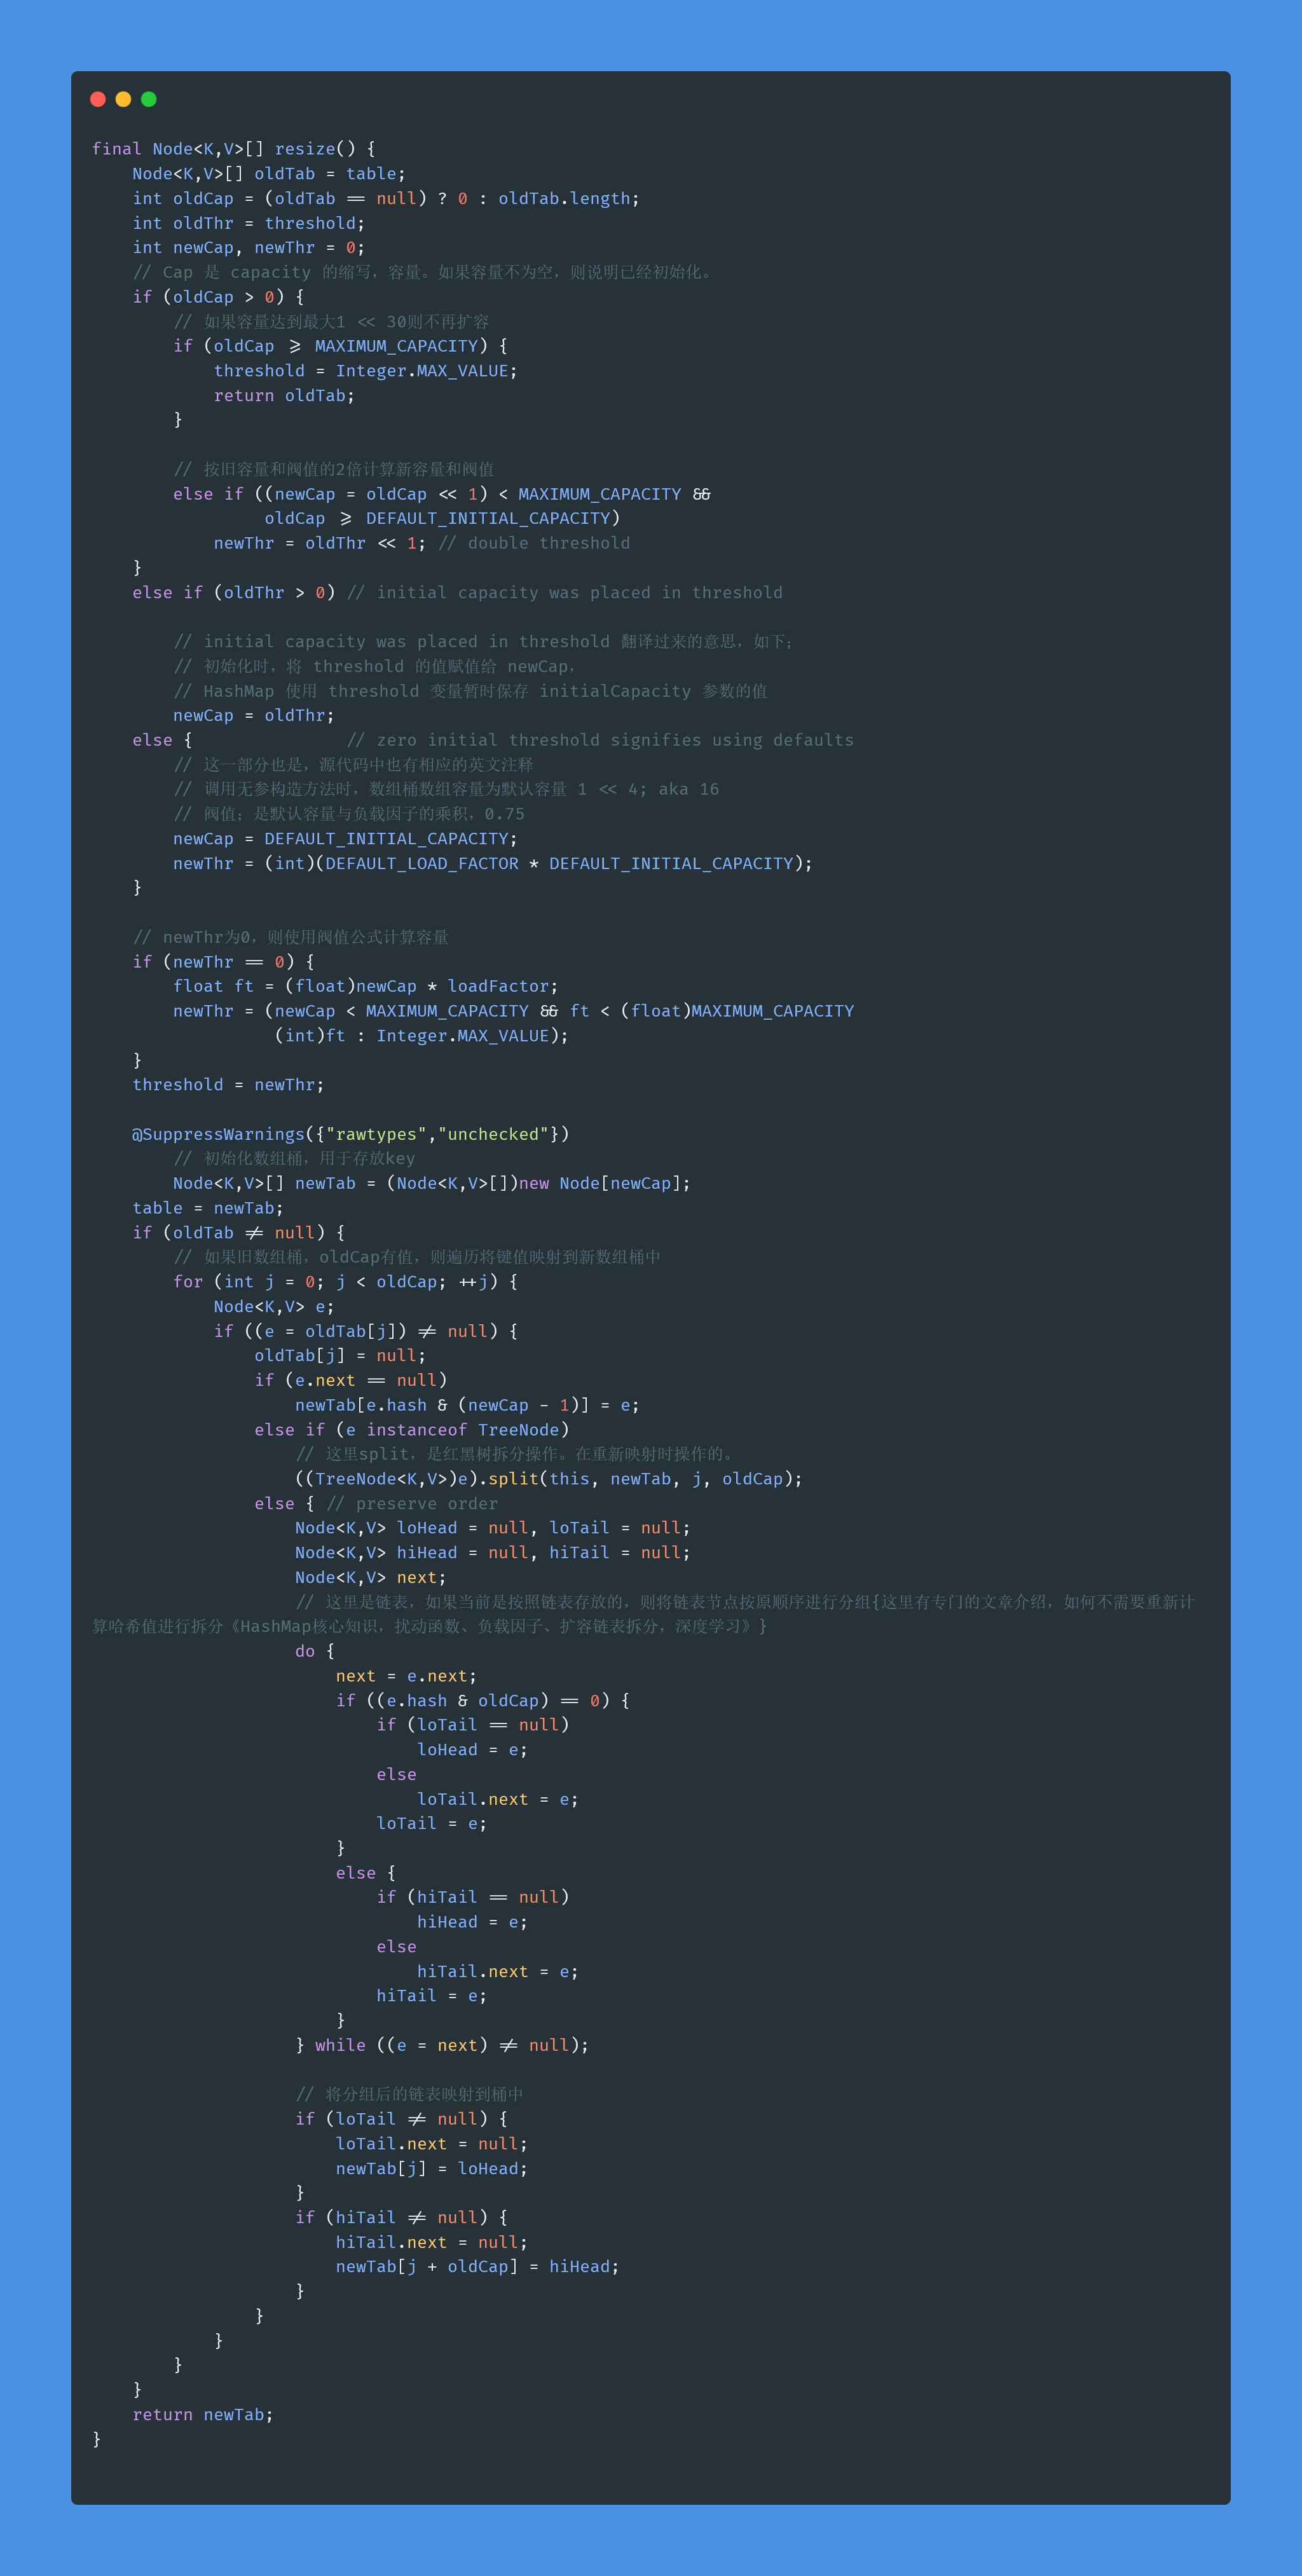 final Node<K,V>[] resize() {
    Node<K,V>[] oldTab = table;
    int oldCap = (oldTab == null) ? 0 : oldTab.length;
    int oldThr = threshold;
    int newCap, newThr = 0;
    // Cap 是 capacity 的缩写，容量。如果容量不为空，则说明已经初始化。
    if (oldCap > 0) {
        // 如果容量达到最大1 << 30则不再扩容
        if (oldCap >= MAXIMUM_CAPACITY) {
            threshold = Integer.MAX_VALUE;
            return oldTab;
        }

        // 按旧容量和阀值的2倍计算新容量和阀值
        else if ((newCap = oldCap << 1) < MAXIMUM_CAPACITY &&
                 oldCap >= DEFAULT_INITIAL_CAPACITY)
            newThr = oldThr << 1; // double threshold
    }
    else if (oldThr > 0) // initial capacity was placed in threshold

        // initial capacity was placed in threshold 翻译过来的意思，如下；
        // 初始化时，将 threshold 的值赋值给 newCap，
        // HashMap 使用 threshold 变量暂时保存 initialCapacity 参数的值
        newCap = oldThr;
    else {               // zero initial threshold signifies using defaults
        // 这一部分也是，源代码中也有相应的英文注释
        // 调用无参构造方法时，数组桶数组容量为默认容量 1 << 4; aka 16
        // 阀值；是默认容量与负载因子的乘积，0.75
        newCap = DEFAULT_INITIAL_CAPACITY;
        newThr = (int)(DEFAULT_LOAD_FACTOR * DEFAULT_INITIAL_CAPACITY);
    }

    // newThr为0，则使用阀值公式计算容量
    if (newThr == 0) {
        float ft = (float)newCap * loadFactor;
        newThr = (newCap < MAXIMUM_CAPACITY && ft < (float)MAXIMUM_CAPACITY
                  (int)ft : Integer.MAX_VALUE);
    }
    threshold = newThr;

    @SuppressWarnings({"rawtypes","unchecked"})
        // 初始化数组桶，用于存放key
        Node<K,V>[] newTab = (Node<K,V>[])new Node[newCap];
    table = newTab;
    if (oldTab != null) {
        // 如果旧数组桶，oldCap有值，则遍历将键值映射到新数组桶中
        for (int j = 0; j < oldCap; ++j) {
            Node<K,V> e;
            if ((e = oldTab[j]) != null) {
                oldTab[j] = null;
                if (e.next == null)
                    newTab[e.hash & (newCap - 1)] = e;
                else if (e instanceof TreeNode)
                    // 这里split，是红黑树拆分操作。在重新映射时操作的。
                    ((TreeNode<K,V>)e).split(this, newTab, j, oldCap);
                else { // preserve order
                    Node<K,V> loHead = null, loTail = null;
                    Node<K,V> hiHead = null, hiTail = null;
                    Node<K,V> next;
                    // 这里是链表，如果当前是按照链表存放的，则将链表节点按原顺序进行分组{这里有专门的文章介绍，如何不需要重新计
算哈希值进行拆分《HashMap核心知识，扰动函数、负载因子、扩容链表拆分，深度学习》}
                    do {
                        next = e.next;
                        if ((e.hash & oldCap) == 0) {
                            if (loTail == null)
                                loHead = e;
                            else
                                loTail.next = e;
                            loTail = e;
                        }
                        else {
                            if (hiTail == null)
                                hiHead = e;
                            else
                                hiTail.next = e;
                            hiTail = e;
                        }
                    } while ((e = next) != null);

                    // 将分组后的链表映射到桶中
                    if (loTail != null) {
                        loTail.next = null;
                        newTab[j] = loHead;
                    }
                    if (hiTail != null) {
                        hiTail.next = null;
                        newTab[j + oldCap] = hiHead;
                    }
                }
            }
        }
    }
    return newTab;
}